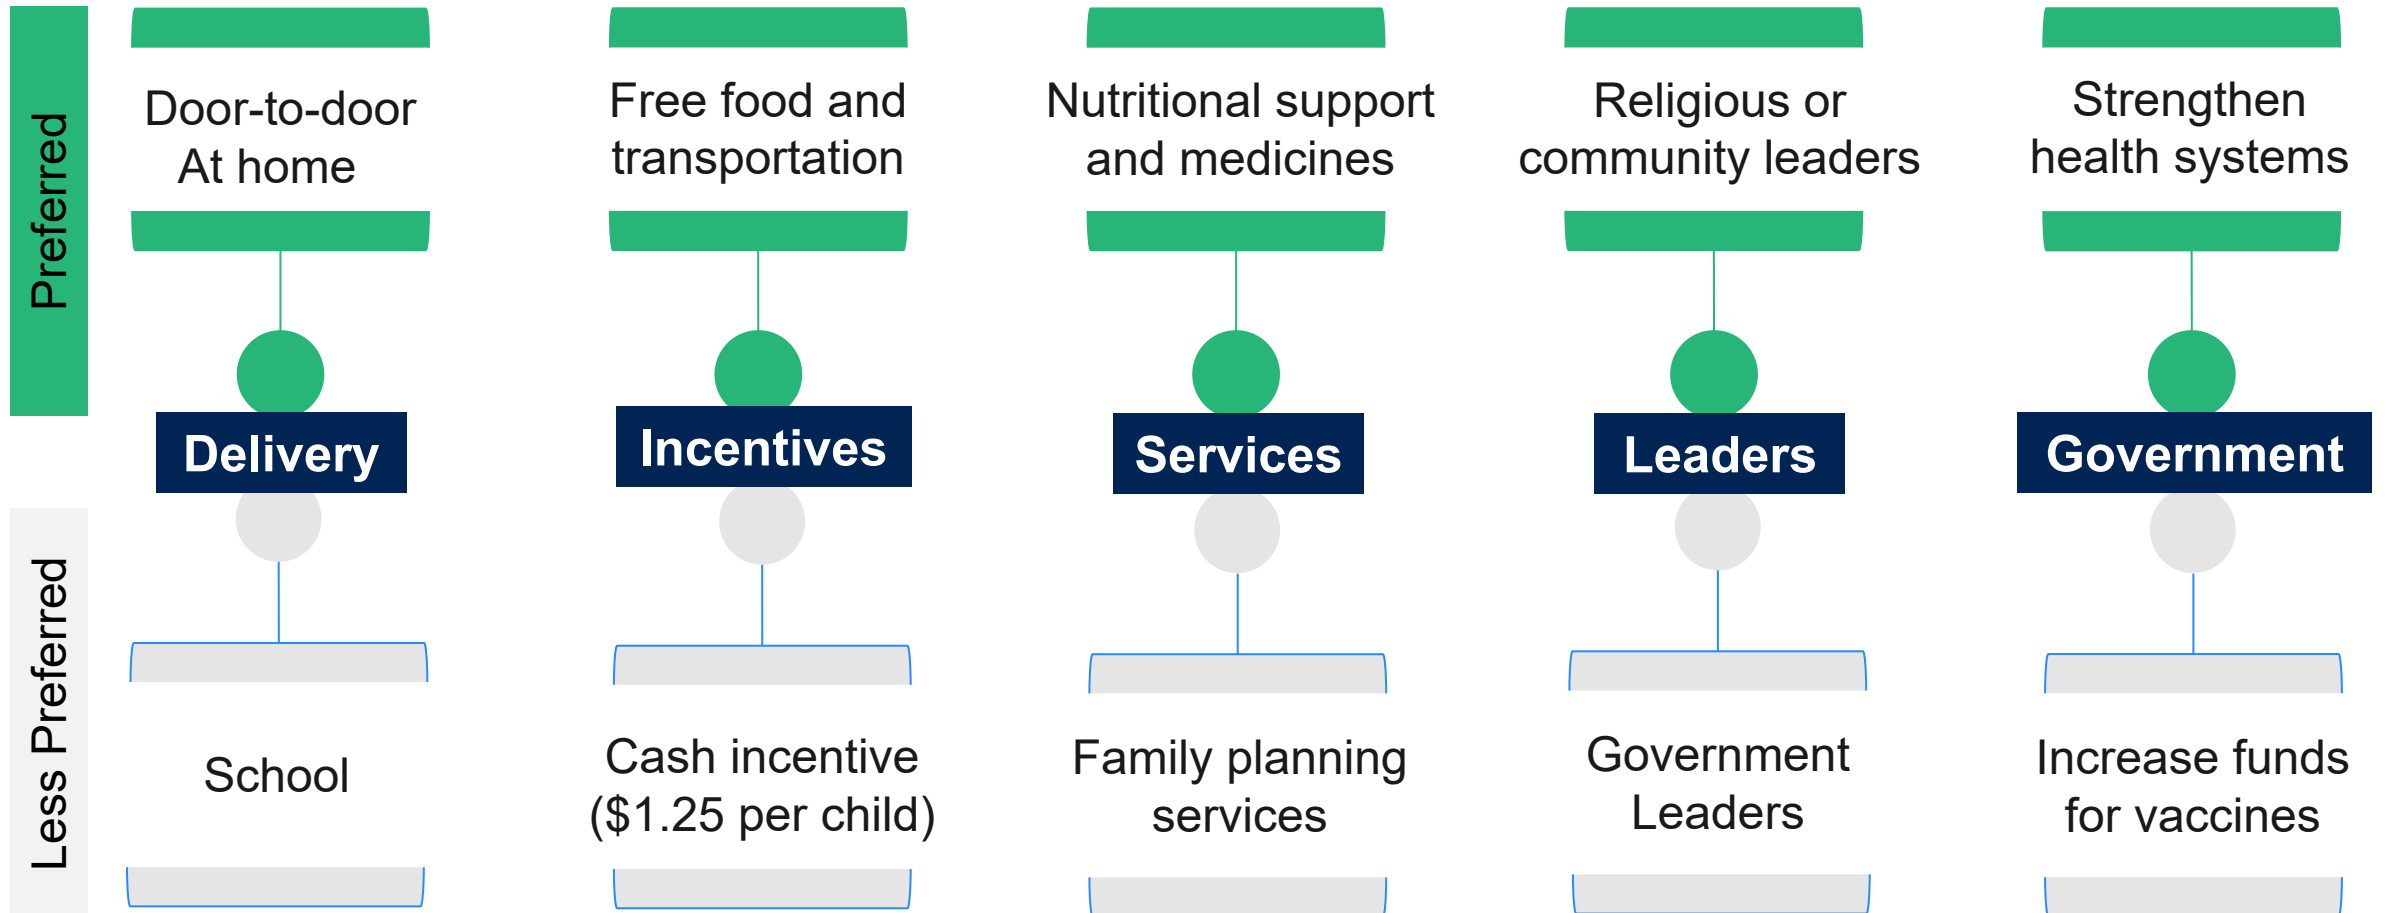 Preferred
Door-to-door
At home
Free food and
transportation
Nutritional support
and medicines
Religious or
community leaders
Strengthen
health systems
Delivery
Incentives
Services
Leaders
Government
Less Preferred
School
Cash incentive
($1.25 per child)
Family planning
services
Government
Leaders
Increase funds
for vaccines